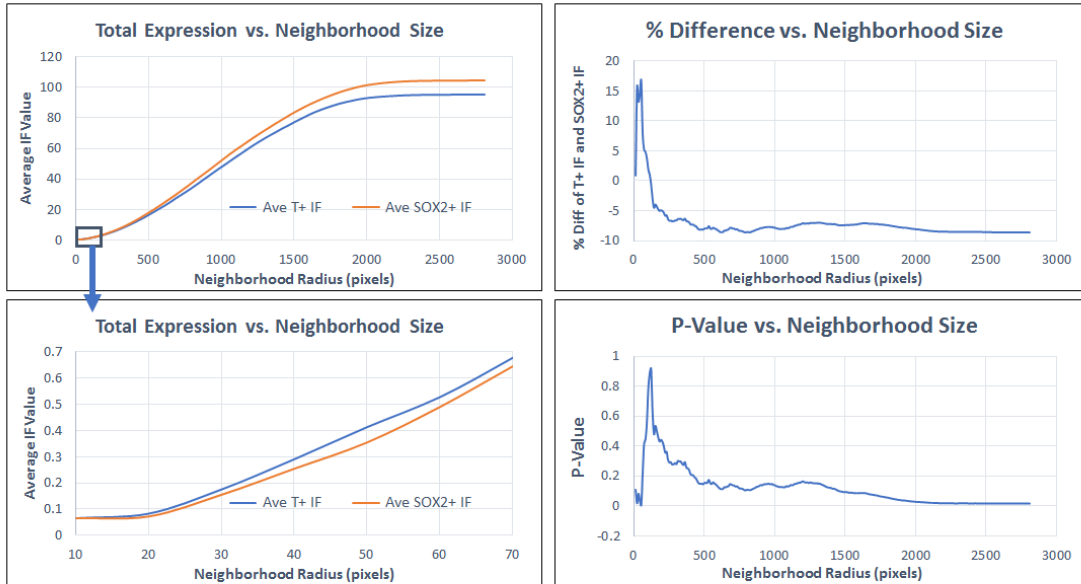 Total Expression vs. Neighborhood Size
Average IF Value
120
100
80
60
40
20
0
Ave T+ IF
Ave SOX2+ IF
0 500 1000 1500 2000 2500 3000
Neighborhood Radius (pixels)
% Difference vs. Neighborhood Size
% Diff of T+ IF and SOX2+ IF
20
15
10
5
0
-5
-10
0 500 1000 1500 2000 2500 3000
Neighborhood Radius (pixels)
Total Expression vs. Neighborhood Size
Average IF Value
0.7
0.6
0.5
0.4
0.3
0.2
0.1
0
Ave T+ IF
Ave SOX2+ IF
10 20 30 40 50 60 70
Neighborhood Radius (pixels)
P-Value vs. Neighborhood Size
P-Value
1
0.8
0.6
0.4
0.2
0
-0.2
0 500 1000 1500 2000 2500 3000
Neighborhood Radius (pixels)